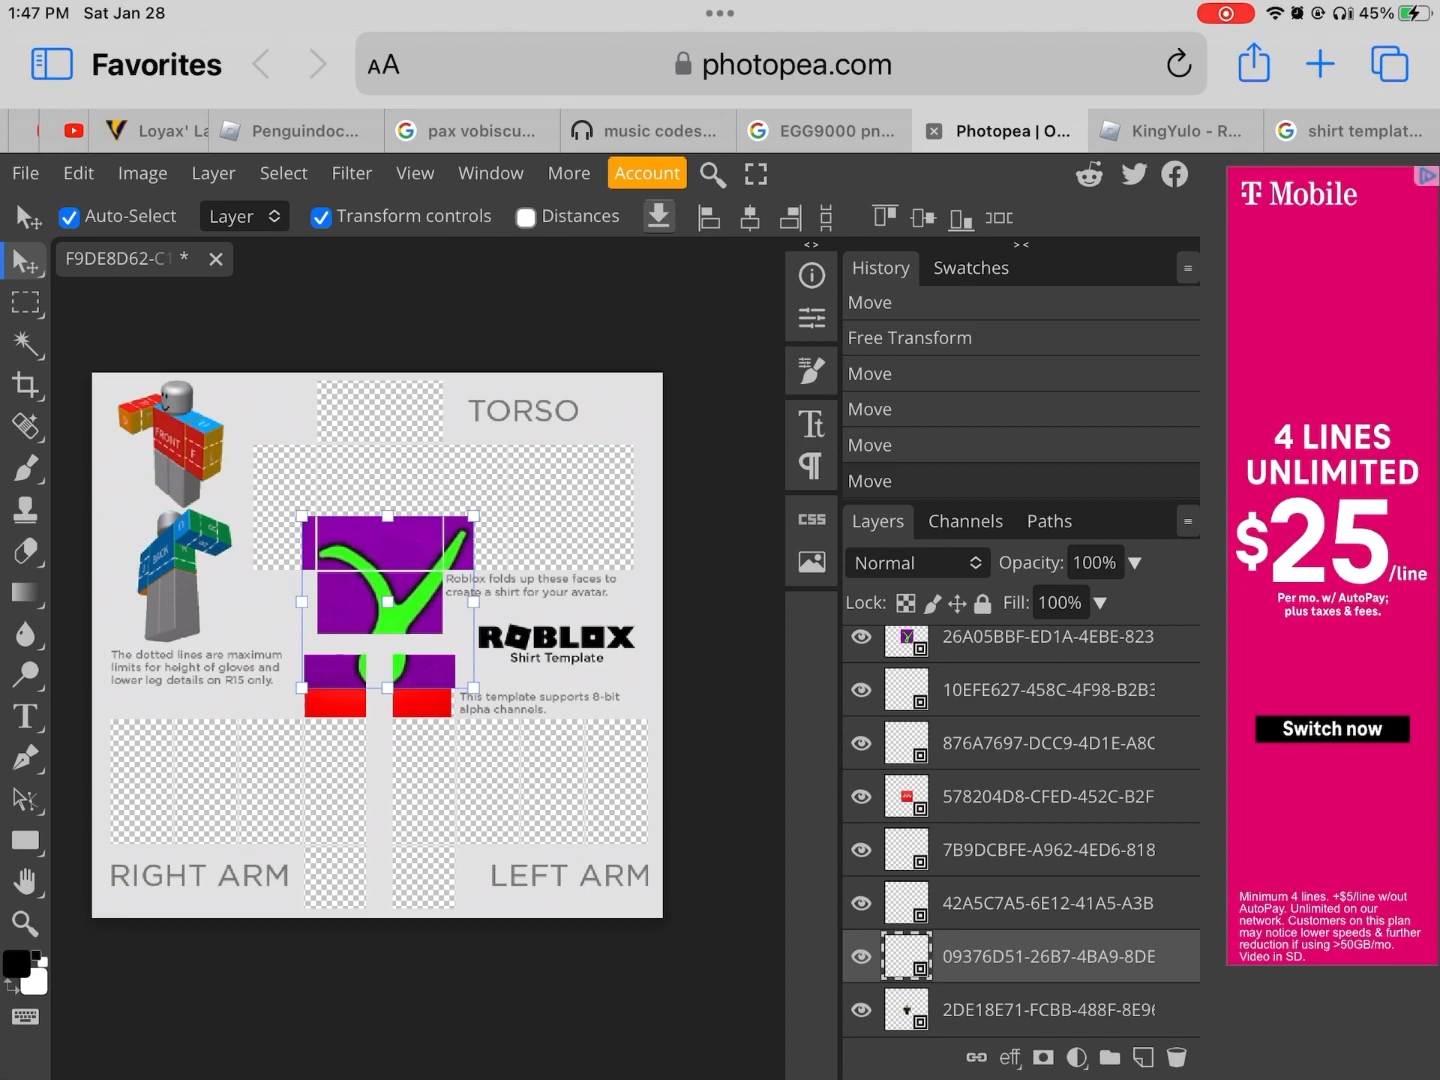 1:47 PM Sat Jan 28
45%
Favorites
AA
photopea.com
Loyax' La
Penguindoc...
pax vobiscu...
music codes...
EGG9000 pn...
Photopea | O...
KingYulo - R...
shirt templat...
File Edit Image Layer Select Filter View Window More Account
Auto-Select Layer Transform controls Distances
F9DE8D62-C1 *
< >
> <
History Swatches
Move
Free Transform
Move
Move
Move
Move
CSS
Layers Channels Paths
Normal Opacity: 100%
Lock: Fill: 100%
26A05BBF-ED1A-4EBE-823
10EFE627-458C-4F98-B2B3
876A7697-DCC9-4D1E-A8C
578204D8-CFED-452C-B2F
7B9DCBFE-A962-4ED6-818
42A5C7A5-6E12-41A5-A3B
09376D51-26B7-4BA9-8DE
2DE18E71-FCBB-488F-8E96
eff
TORSO
FRONT
BACK
Roblox folds up these faces to
create a shirt for your avatar.
ROBLOX
Shirt Template
The dotted lines are maximum
limits for height of gloves and
lower leg details on R15 only.
This template supports 8-bit
alpha channels.
RIGHT ARM
LEFT ARM
T Mobile
4 LINES
UNLIMITED
$25/line
Per mo. w/ AutoPay;
plus taxes & fees.
Switch now
Minimum 4 lines. +$5/line w/out
AutoPay. Unlimited on our
network. Customers on this plan
may notice lower speeds & further
reduction if using >50GB/mo.
Video in SD.